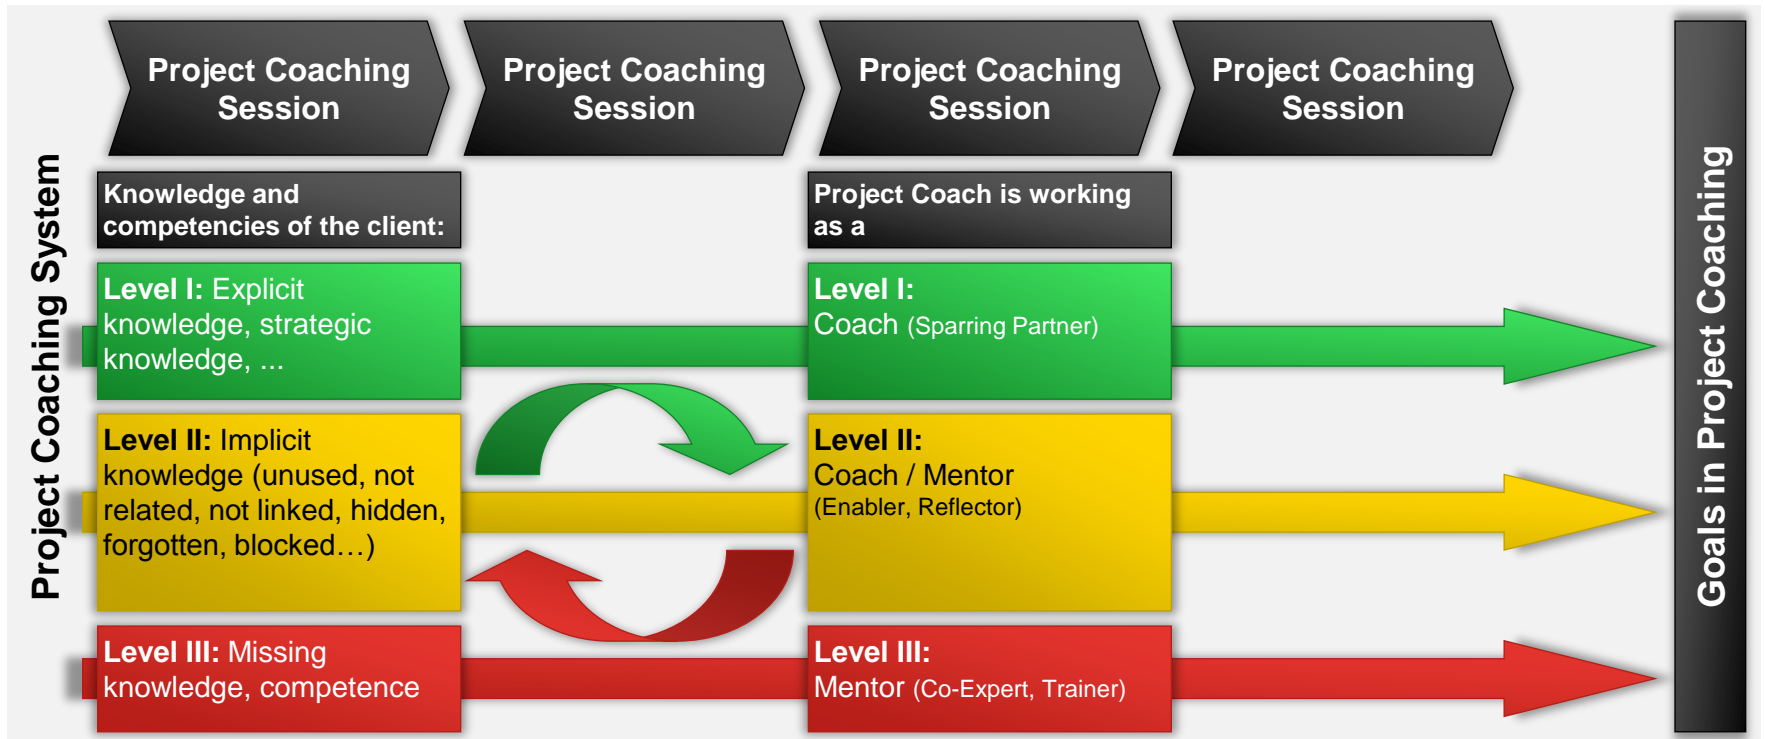 Project Coaching
Session
Project Coaching
Session
Project Coaching
Session
Project Coaching
Session
Project Coaching System
Knowledge and
competencies of the client:
Project Coach is working
as a
Level I: Explicit
knowledge, strategic
knowledge, ...
Level I:
Coach (Sparring Partner)
Level II: Implicit
knowledge (unused, not
related, not linked, hidden,
forgotten, blocked…)
Level II:
Coach / Mentor
(Enabler, Reflector)
Level III: Missing
knowledge, competence
Level III:
Mentor (Co-Expert, Trainer)
Goals in Project Coaching